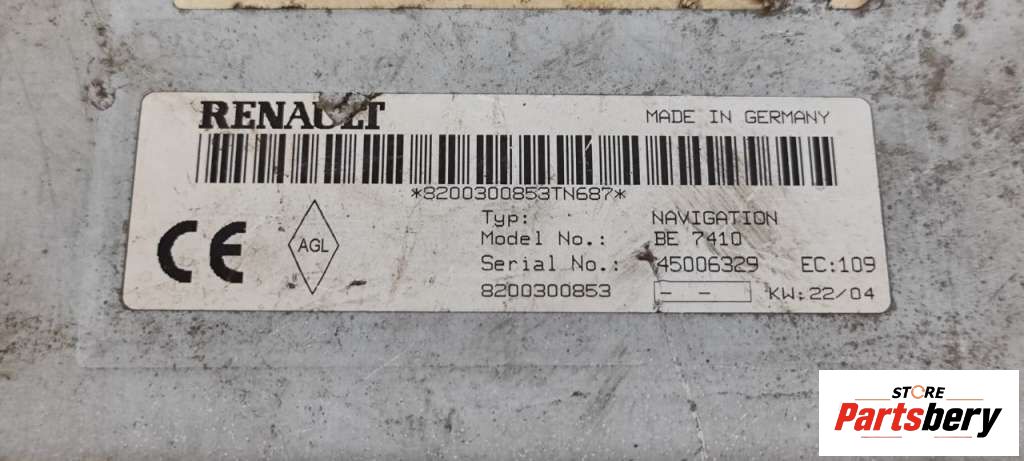 RENAULT
MADE IN GERMANY
*8200300853TN687*
CE
AGL
Typ: NAVIGATION
Model No.: BE 7410
Serial No.: 45006329 EC:109
8200300853 - - KW:22/04
STORE
Partsbery